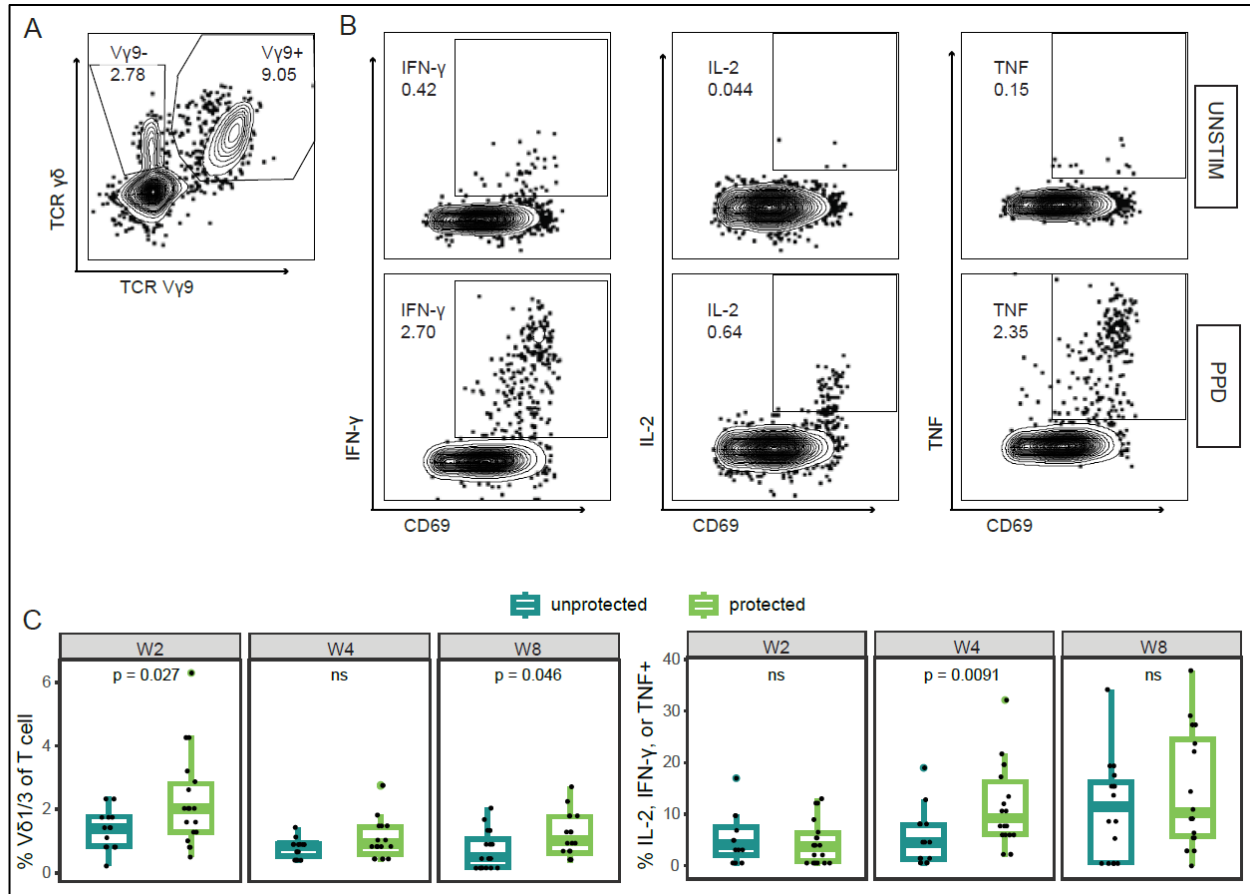 A
Vγ9-
2.78
Vγ9+
9.05
TCR γδ
TCR Vγ9
B
IFN-γ
0.42
IL-2
0.044
TNF
0.15
UNSTIM
IFN-γ
2.70
IL-2
0.64
TNF
2.35
PPD
IFN-γ
IL-2
TNF
CD69
CD69
CD69
unprotected
protected
C
W2
W4
W8
p = 0.027
ns
p = 0.046
% Vδ1/3 of T cell
6
4
2
0
W2
W4
W8
ns
p = 0.0091
ns
% IL-2, IFN-γ, or TNF+
40
30
20
10
0